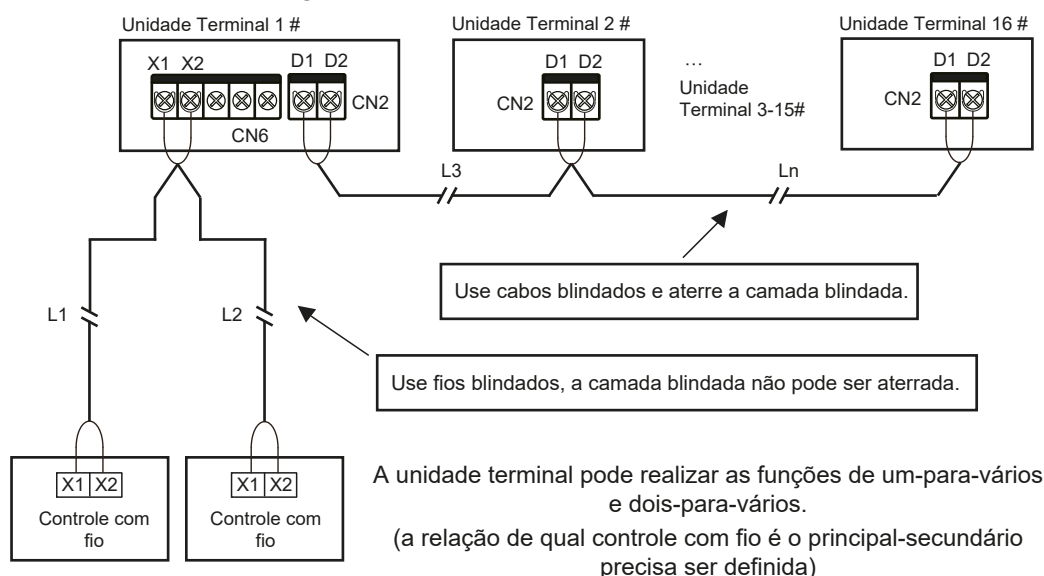 Unidade Terminal 1 #
Unidade Terminal 2 #
Unidade Terminal 16 #
X1 X2
D1 D2
CN2
CN6
D1 D2
CN2
…
Unidade
Terminal 3-15#
D1 D2
CN2
L3
Ln
Use cabos blindados e aterre a camada blindada.
L1
L2
Use fios blindados, a camada blindada não pode ser aterrada.
X1 X2
Controle com
fio
X1 X2
Controle com
fio
A unidade terminal pode realizar as funções de um-para-vários
e dois-para-vários.
(a relação de qual controle com fio é o principal-secundário
precisa ser definida)